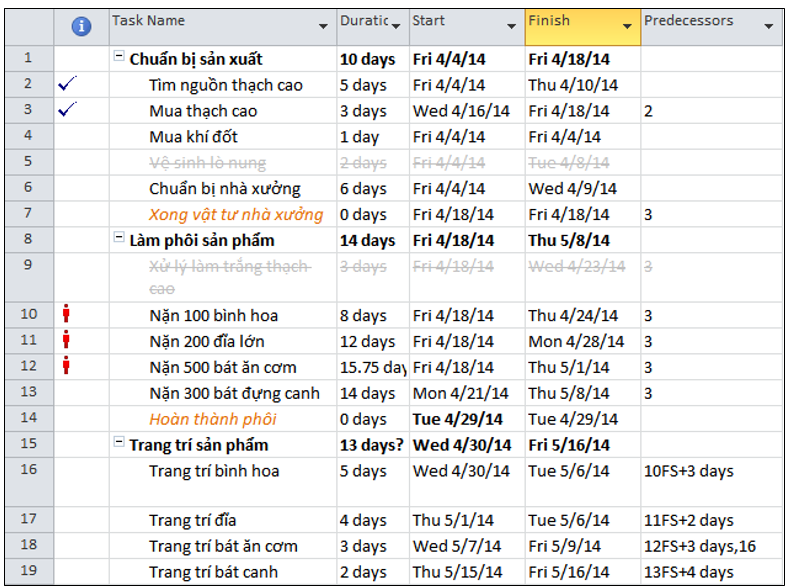 Task Name Duratic Start Finish Predecessors
1 Chuẩn bị sản xuất 10 days Fri 4/4/14 Fri 4/18/14
2 Tìm nguồn thạch cao 5 days Fri 4/4/14 Thu 4/10/14
3 Mua thạch cao 3 days Wed 4/16/14 Fri 4/18/14 2
4 Mua khí đốt 1 day Fri 4/4/14 Fri 4/4/14
5 Vệ sinh lò nung 2 days Fri 4/4/14 Tue 4/8/14
6 Chuẩn bị nhà xưởng 6 days Fri 4/4/14 Wed 4/9/14
7 Xong vật tư nhà xưởng 0 days Fri 4/18/14 Fri 4/18/14 3
8 Làm phôi sản phẩm 14 days Fri 4/18/14 Thu 5/8/14
9 Xử lý làm trắng thạch 3 days Fri 4/18/14 Wed 4/23/14 3
cao
10 Nặn 100 bình hoa 8 days Fri 4/18/14 Thu 4/24/14 3
11 Nặn 200 đĩa lớn 12 days Fri 4/18/14 Mon 4/28/14 3
12 Nặn 500 bát ăn cơm 15.75 day Fri 4/18/14 Thu 5/1/14 3
13 Nặn 300 bát đựng canh 14 days Mon 4/21/14 Thu 5/8/14 3
14 Hoàn thành phôi 0 days Tue 4/29/14 Tue 4/29/14
15 Trang trí sản phẩm 13 days? Wed 4/30/14 Fri 5/16/14
16 Trang trí bình hoa 5 days Wed 4/30/14 Tue 5/6/14 10FS+3 days
17 Trang trí đĩa 4 days Thu 5/1/14 Tue 5/6/14 11FS+2 days
18 Trang trí bát ăn cơm 3 days Wed 5/7/14 Fri 5/9/14 12FS+3 days,16
19 Trang trí bát canh 2 days Thu 5/15/14 Fri 5/16/14 13FS+4 days